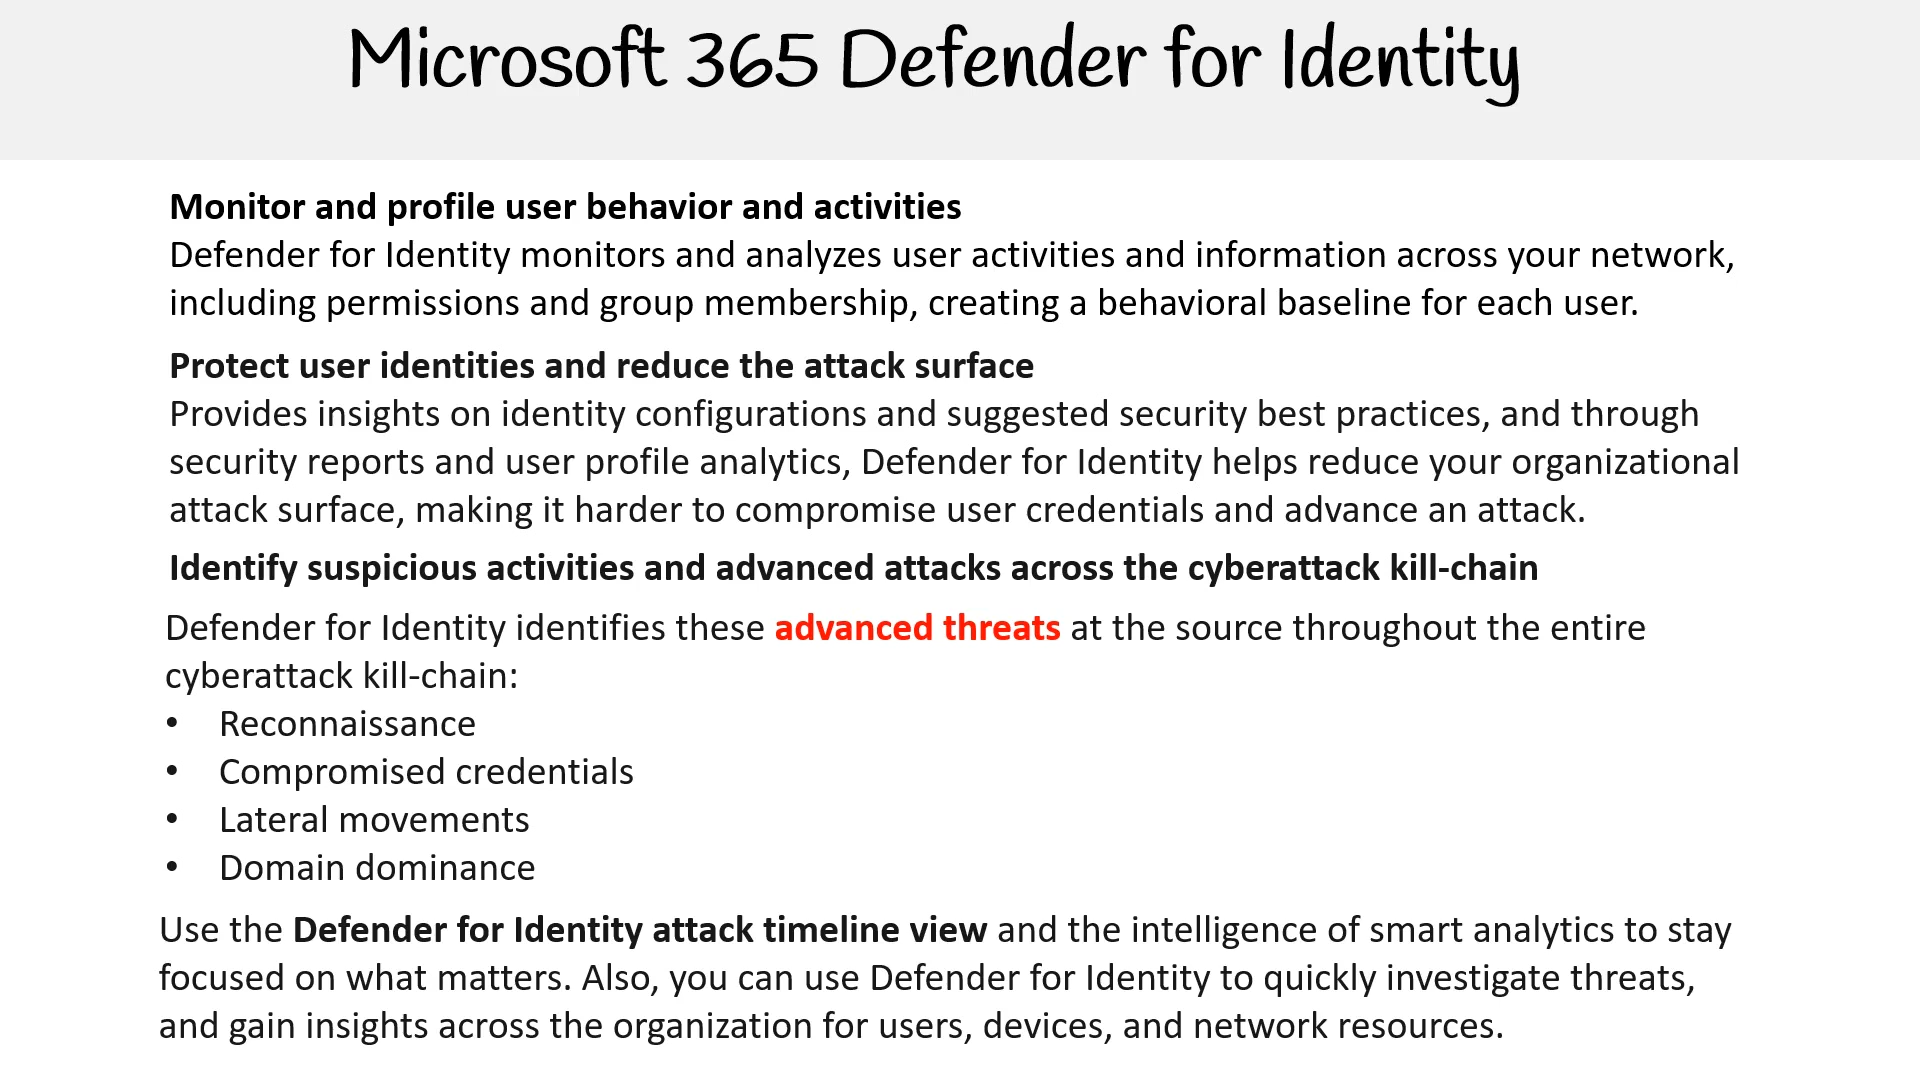 Microsoft 365 Defender for Identity
Monitor and profile user behavior and activities
Defender for Identity monitors and analyzes user activities and information across your network,
including permissions and group membership, creating a behavioral baseline for each user.
Protect user identities and reduce the attack surface
Provides insights on identity configurations and suggested security best practices, and through
security reports and user profile analytics, Defender for Identity helps reduce your organizational
attack surface, making it harder to compromise user credentials and advance an attack.
Identify suspicious activities and advanced attacks across the cyberattack kill-chain
Defender for Identity identifies these advanced threats at the source throughout the entire
cyberattack kill-chain:
• Reconnaissance
• Compromised credentials
• Lateral movements
• Domain dominance
Use the Defender for Identity attack timeline view and the intelligence of smart analytics to stay
focused on what matters. Also, you can use Defender for Identity to quickly investigate threats,
and gain insights across the organization for users, devices, and network resources.